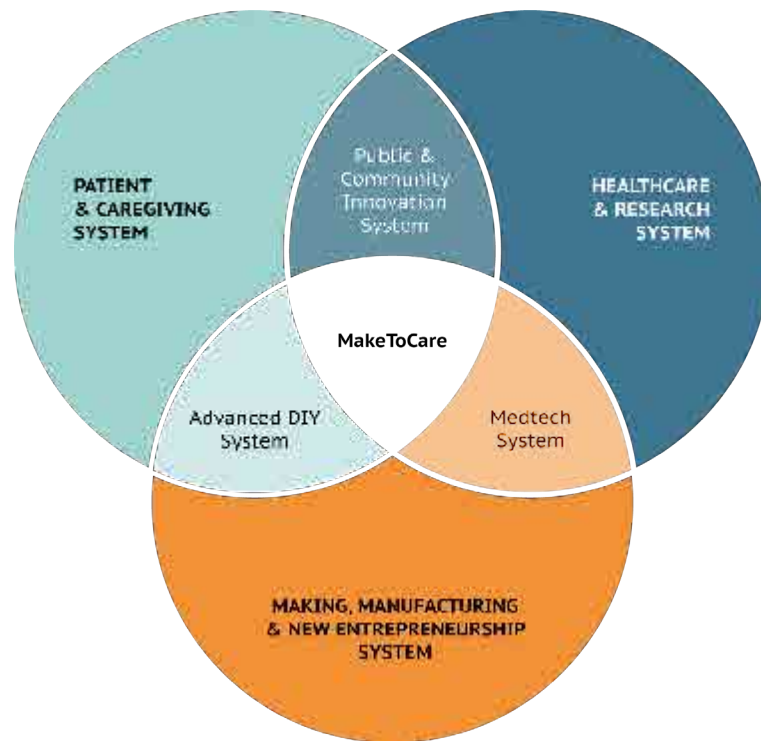 Public &
Community
Innovation
System
PATIENT
& CAREGIVING
SYSTEM
HEALTHCARE
& RESEARCH
SYSTEM
MakeToCare
Advanced DIY
System
Medtech
System
MAKING, MANUFACTURING
& NEW ENTREPRENEURSHIP
SYSTEM